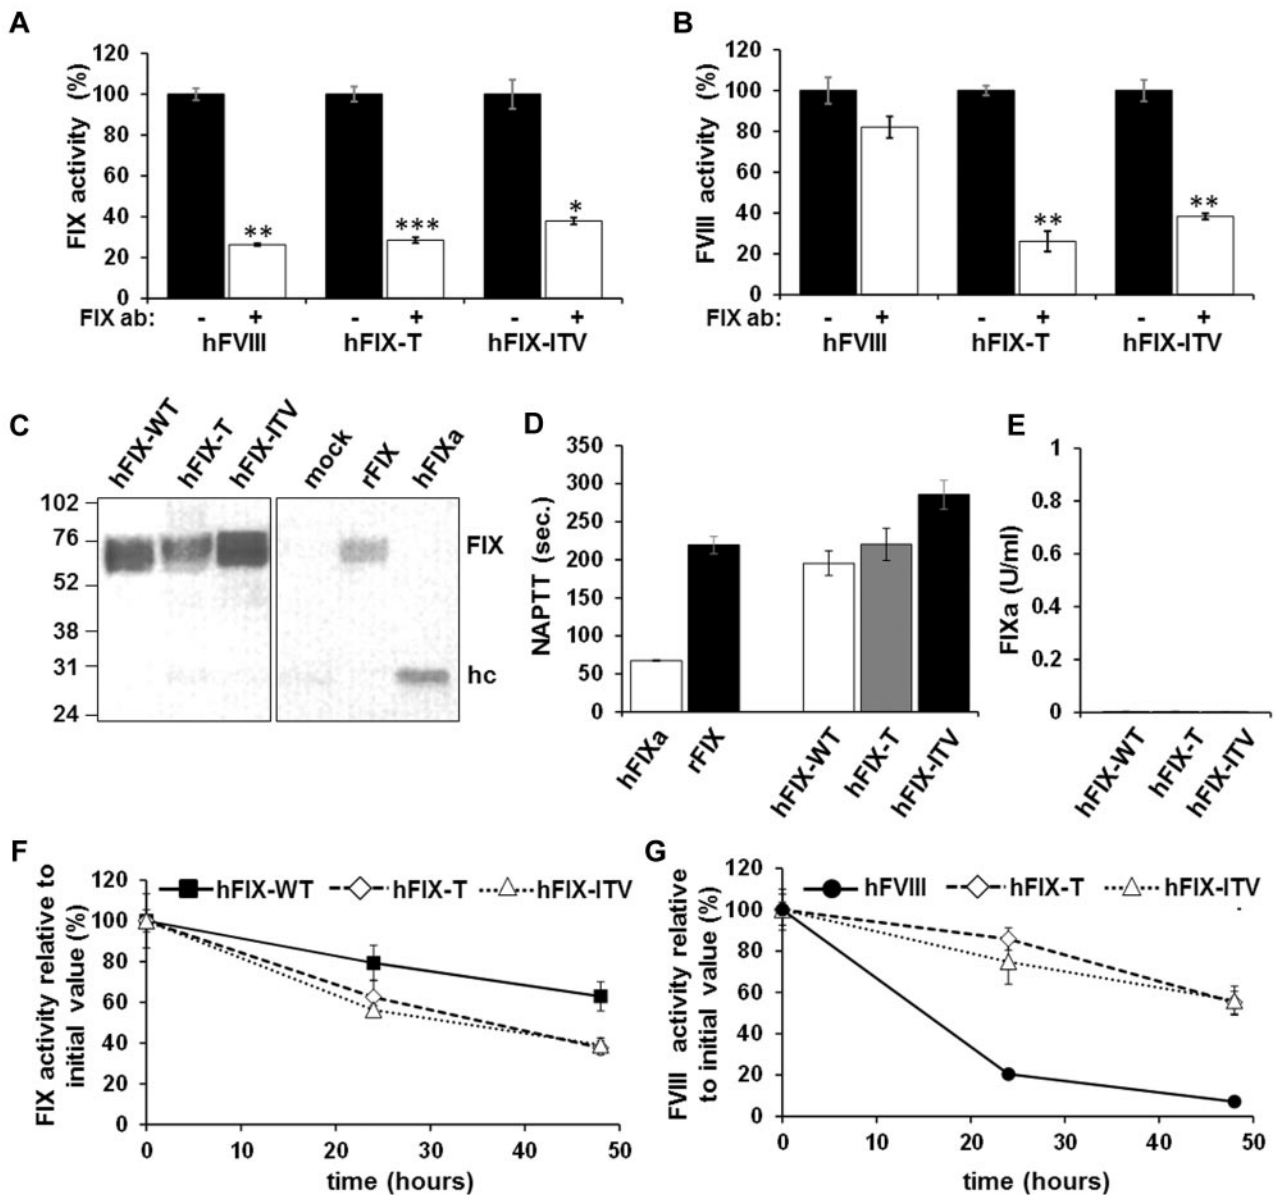 A
FIX activity (%)
120
100
80
60
40
20
0
**
***
*
FIX ab: - + - + - +
hFVIII hFIX-T hFIX-ITV
B
FVIII activity (%)
120
100
80
60
40
20
0
**
**
FIX ab: - + - + - +
hFVIII hFIX-T hFIX-ITV
C
hFIX-WT hFIX-T hFIX-ITV mock rFIX hFIXa
102
76
52
38
31
24
FIX
hc
D
NAPTT (sec.)
350
300
250
200
150
100
50
0
hFIXa rFIX hFIX-WT hFIX-T hFIX-ITV
E
FIXa (U/ml)
1
0.8
0.6
0.4
0.2
0
hFIX-WT hFIX-T hFIX-ITV
F
FIX activity relative to
initial value (%)
hFIX-WT hFIX-T hFIX-ITV
120
100
80
60
40
20
0
0 10 20 30 40 50
time (hours)
G
FVIII activity relative
to initial value (%)
hFVIII hFIX-T hFIX-ITV
120
100
80
60
40
20
0
0 10 20 30 40 50
time (hours)